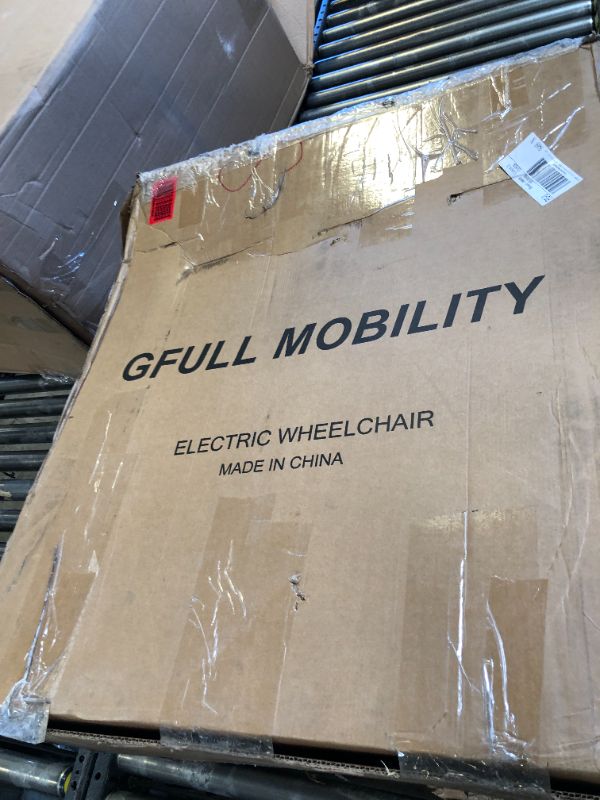 GFULL MOBILITY
ELECTRIC WHEELCHAIR
MADE IN CHINA